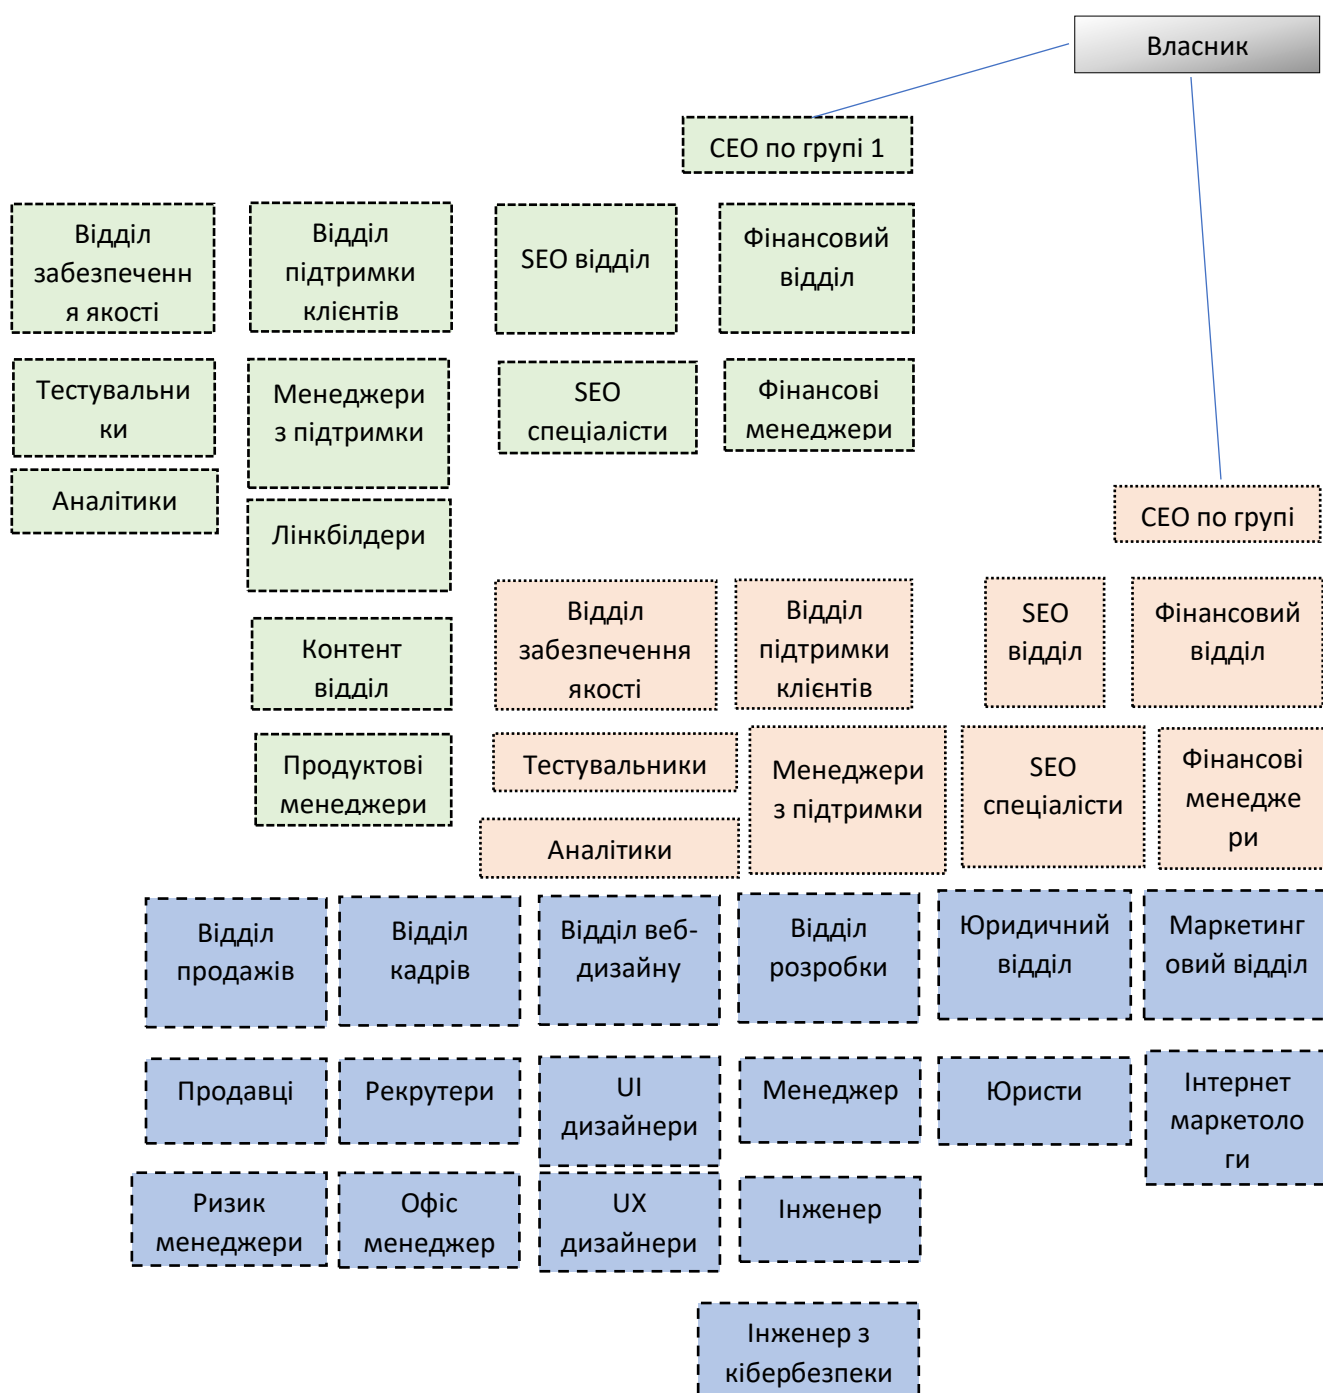 Власник
СЕО по групі 1
Відділ
забезпеченн
я якості
Відділ
підтримки
клієнтів
SEO відділ
Фінансовий
відділ
Тестувальни
ки
Менеджери
з підтримки
SEO
спеціалісти
Фінансові
менеджери
Аналітики
Лінкбілдери
СЕО по групі
Контент
відділ
Продуктові
менеджери
Відділ
забезпечення
якості
Відділ
підтримки
клієнтів
SEO
відділ
Фінансовий
відділ
Тестувальники
Менеджери
з підтримки
SEO
спеціалісти
Фінансові
менедже
ри
Аналітики
Відділ
продажів
Відділ
кадрів
Відділ веб-
дизайну
Відділ
розробки
Юридичний
відділ
Маркетинг
овий відділ
Продавці
Рекрутери
UI
дизайнери
Менеджер
Юристи
Інтернет
маркетоло
ги
Ризик
менеджери
Офіс
менеджер
UX
дизайнери
Інженер
Інженер з
кібербезпеки